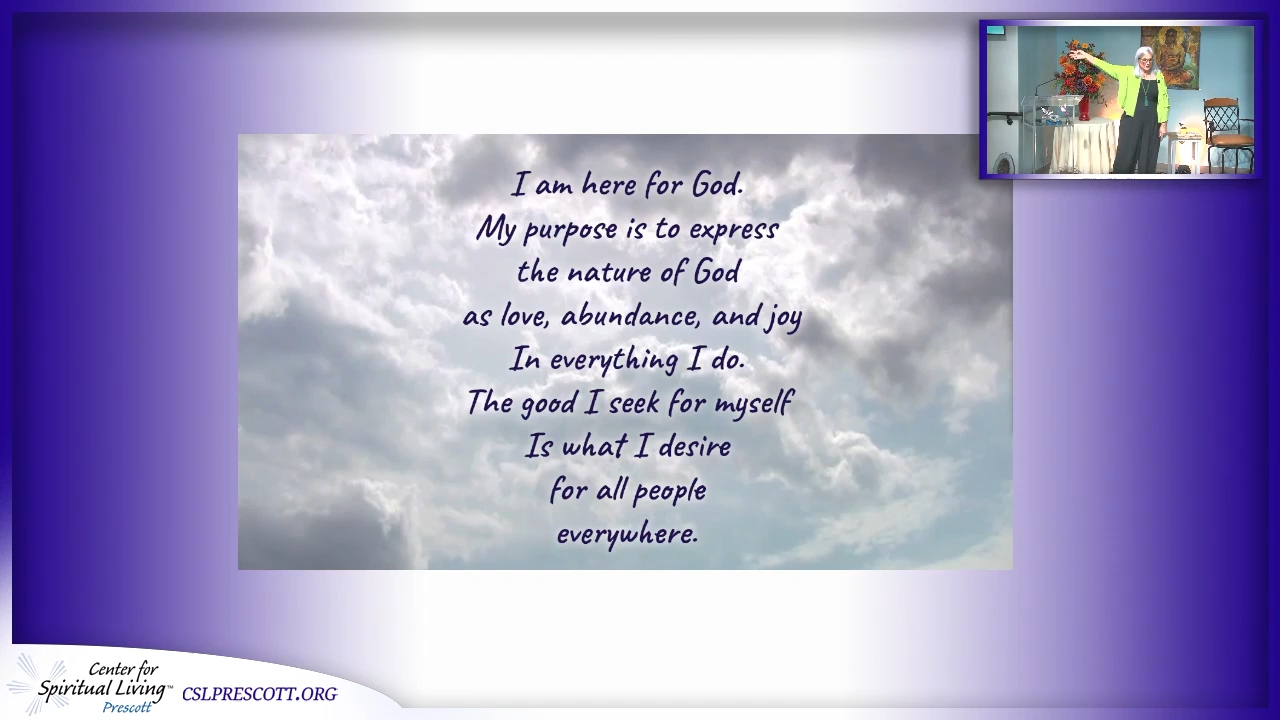 I am here for God.
My purpose is to express
the nature of God
as love, abundance, and joy
In everything I do.
The good I seek for myself
Is what I desire
for all people
everywhere.
Center for
Spiritual Living™
Prescott
CSLPRESCOTT.ORG